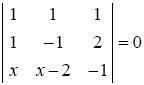 | 1 1 1 |
| 1 −1 2 | = 0
| x x−2 −1 |